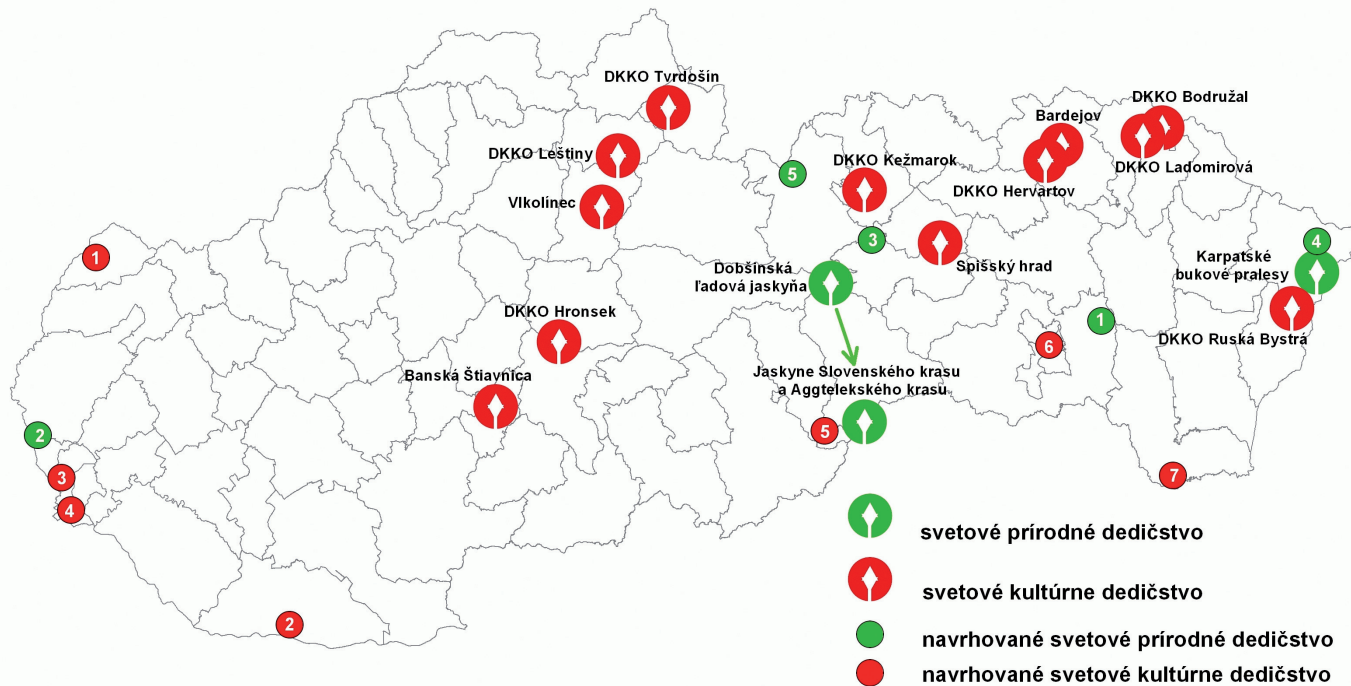 DKKO Tvrdošín
DKKO Bodružal
Bardejov
DKKO Leštiny
DKKO Kežmarok
DKKO Ladomirová
5
DKKO Hervartov
Vlkolínec
3
4
1
Karpatské
bukové pralesy
Spišský hrad
Dobšinská
ľadová jaskyňa
1
DKKO Hronsek
DKKO Ruská Bystrá
6
Jaskyne Slovenského krasu
a Aggtelekského krasu
Banská Štiavnica
5
2
3
7
4
svetové prírodné dedičstvo
svetové kultúrne dedičstvo
2
navrhované svetové prírodné dedičstvo
navrhované svetové kultúrne dedičstvo